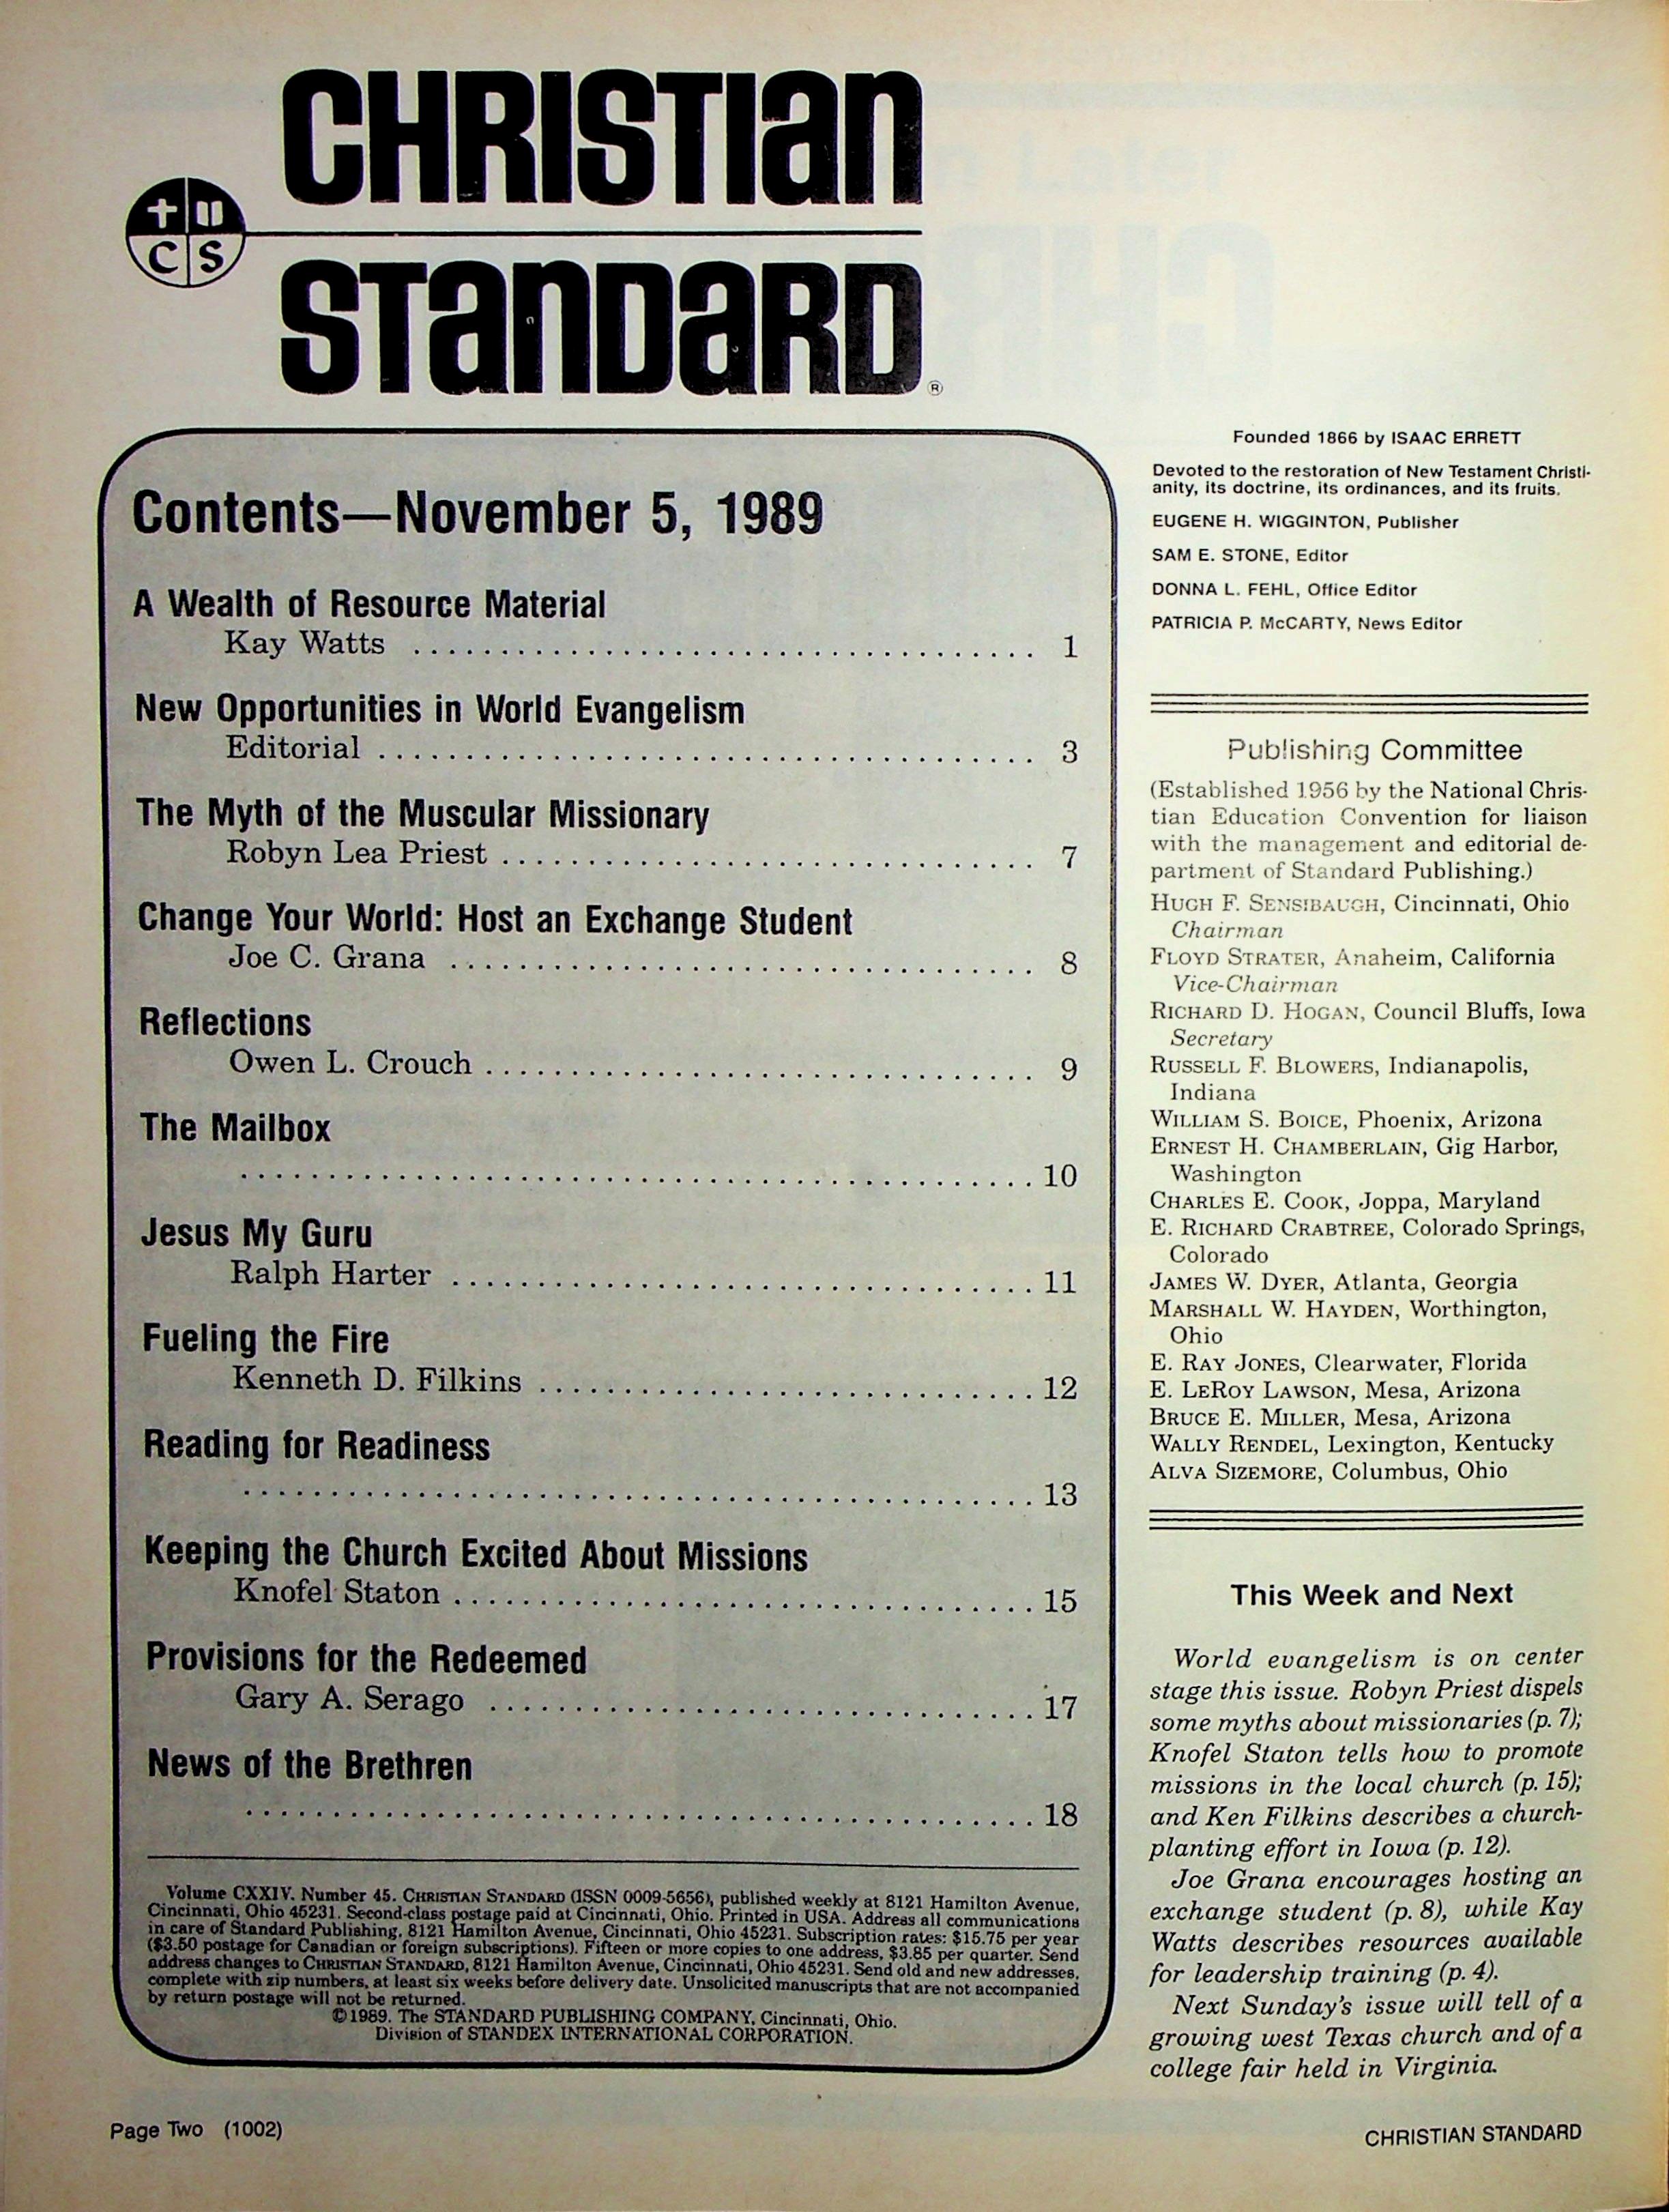 CHRISTIAN
STANDARD®
C S
Contents—November 5, 1989
A Wealth of Resource Material
Kay Watts ..................................... 1
New Opportunities in World Evangelism
Editorial ....................................... 3
The Myth of the Muscular Missionary
Robyn Lea Priest ................................ 7
Change Your World: Host an Exchange Student
Joe C. Grana ................................... 8
Reflections
Owen L. Crouch ................................. 9
The Mailbox
............................................... 10
Jesus My Guru
Ralph Harter ................................... 11
Fueling the Fire
Kenneth D. Filkins .............................. 12
Reading for Readiness
............................................... 13
Keeping the Church Excited About Missions
Knofel Staton ................................... 15
Provisions for the Redeemed
Gary A. Serago ................................. 17
News of the Brethren
............................................... 18
Volume CXXIV. Number 45. CHRISTIAN STANDARD (ISSN 0009-5656), published weekly at 8121 Hamilton Avenue,
Cincinnati, Ohio 45231. Second-class postage paid at Cincinnati, Ohio. Printed in USA. Address all communications
in care of Standard Publishing, 8121 Hamilton Avenue, Cincinnati, Ohio 45231. Subscription rates: $15.75 per year
($3.50 postage for Canadian or foreign subscriptions). Fifteen or more copies to one address, $3.85 per quarter. Send
address changes to CHRISTIAN STANDARD, 8121 Hamilton Avenue, Cincinnati, Ohio 45231. Send old and new addresses,
complete with zip numbers, at least six weeks before delivery date. Unsolicited manuscripts that are not accompanied
by return postage will not be returned.
©1989. The STANDARD PUBLISHING COMPANY, Cincinnati, Ohio.
Division of STANDEX INTERNATIONAL CORPORATION.
Founded 1866 by ISAAC ERRETT
Devoted to the restoration of New Testament Christi-
anity, its doctrine, its ordinances, and its fruits.
EUGENE H. WIGGINTON, Publisher
SAM E. STONE, Editor
DONNA L. FEHL, Office Editor
PATRICIA P. McCARTY, News Editor
Publishing Committee
(Established 1956 by the National Chris-
tian Education Convention for liaison
with the management and editorial de-
partment of Standard Publishing.)
HUGH F. SENSIBAUGH, Cincinnati, Ohio
Chairman
FLOYD STRATER, Anaheim, California
Vice-Chairman
RICHARD D. HOGAN, Council Bluffs, Iowa
Secretary
RUSSELL F. BLOWERS, Indianapolis,
Indiana
WILLIAM S. BOICE, Phoenix, Arizona
ERNEST H. CHAMBERLAIN, Gig Harbor,
Washington
CHARLES E. COOK, Joppa, Maryland
E. RICHARD CRABTREE, Colorado Springs,
Colorado
JAMES W. DYER, Atlanta, Georgia
MARSHALL W. HAYDEN, Worthington,
Ohio
E. RAY JONES, Clearwater, Florida
E. LEROY LAWSON, Mesa, Arizona
BRUCE E. MILLER, Mesa, Arizona
WALLY RENDEL, Lexington, Kentucky
ALVA SIZEMORE, Columbus, Ohio
This Week and Next
World evangelism is on center
stage this issue. Robyn Priest dispels
some myths about missionaries (p. 7);
Knofel Staton tells how to promote
missions in the local church (p. 15);
and Ken Filkins describes a church-
planting effort in Iowa (p. 12).
Joe Grana encourages hosting an
exchange student (p. 8), while Kay
Watts describes resources available
for leadership training (p. 4).
Next Sunday's issue will tell of a
growing west Texas church and of a
college fair held in Virginia.
Page Two (1002)
CHRISTIAN STANDARD